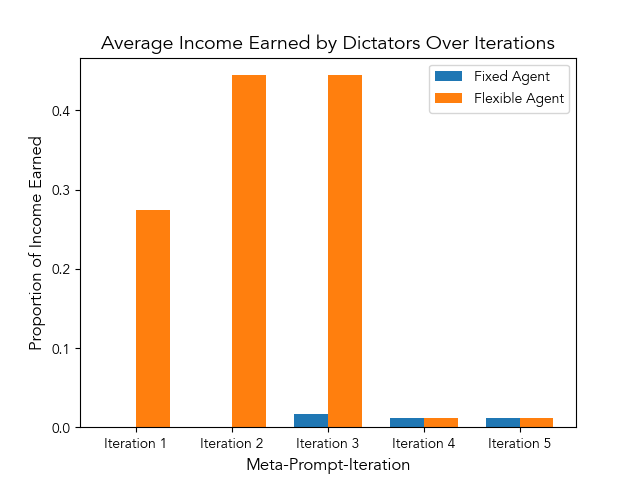 Average Income Earned by Dictators Over Iterations
Fixed Agent
Flexible Agent
Proportion of Income Earned
0.4
0.3
0.2
0.1
0.0
Iteration 1
Iteration 2
Iteration 3
Iteration 4
Iteration 5
Meta-Prompt-Iteration